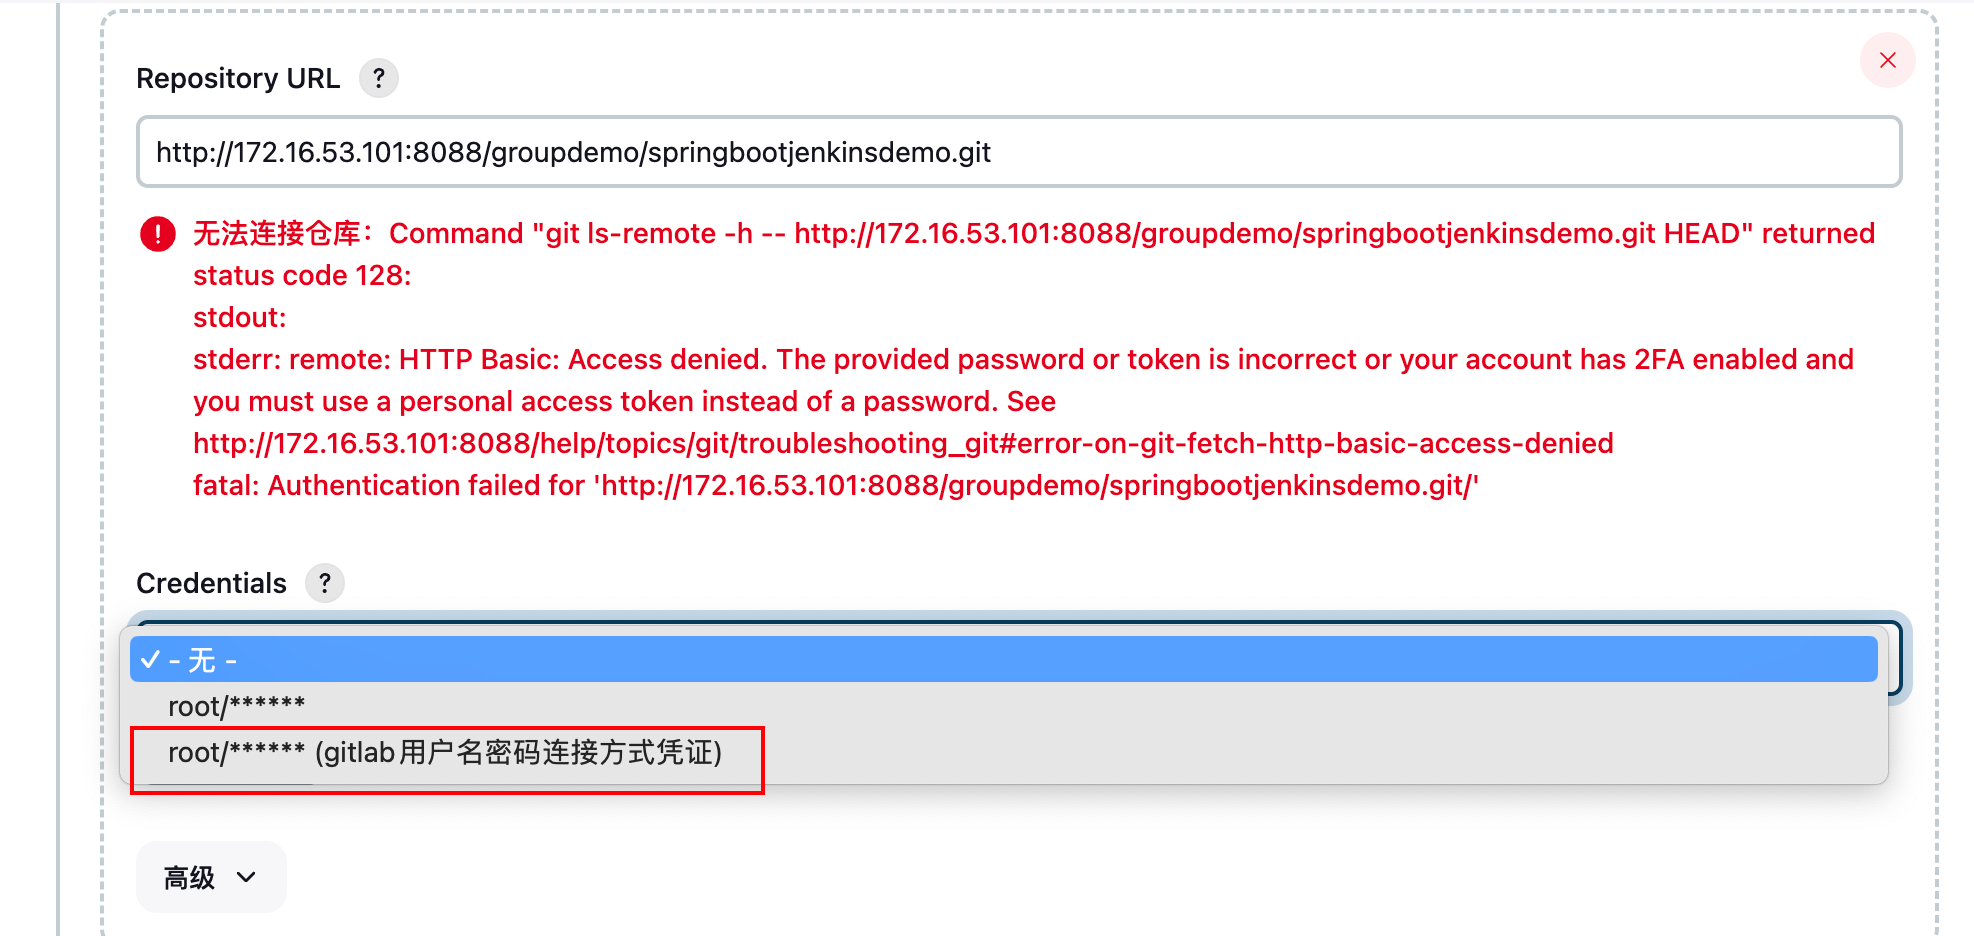 Repository URL ?
http://172.16.53.101:8088/groupdemo/springbootjenkinsdemo.git
无法连接仓库：Command "git ls-remote -h -- http://172.16.53.101:8088/groupdemo/springbootjenkinsdemo.git HEAD" returned
status code 128:
stdout:
stderr: remote: HTTP Basic: Access denied. The provided password or token is incorrect or your account has 2FA enabled and
you must use a personal access token instead of a password. See
http://172.16.53.101:8088/help/topics/git/troubleshooting_git#error-on-git-fetch-http-basic-access-denied
fatal: Authentication failed for 'http://172.16.53.101:8088/groupdemo/springbootjenkinsdemo.git/'
Credentials ?
- 无 -
root/******
root/****** (gitlab用户名密码连接方式凭证)
高级